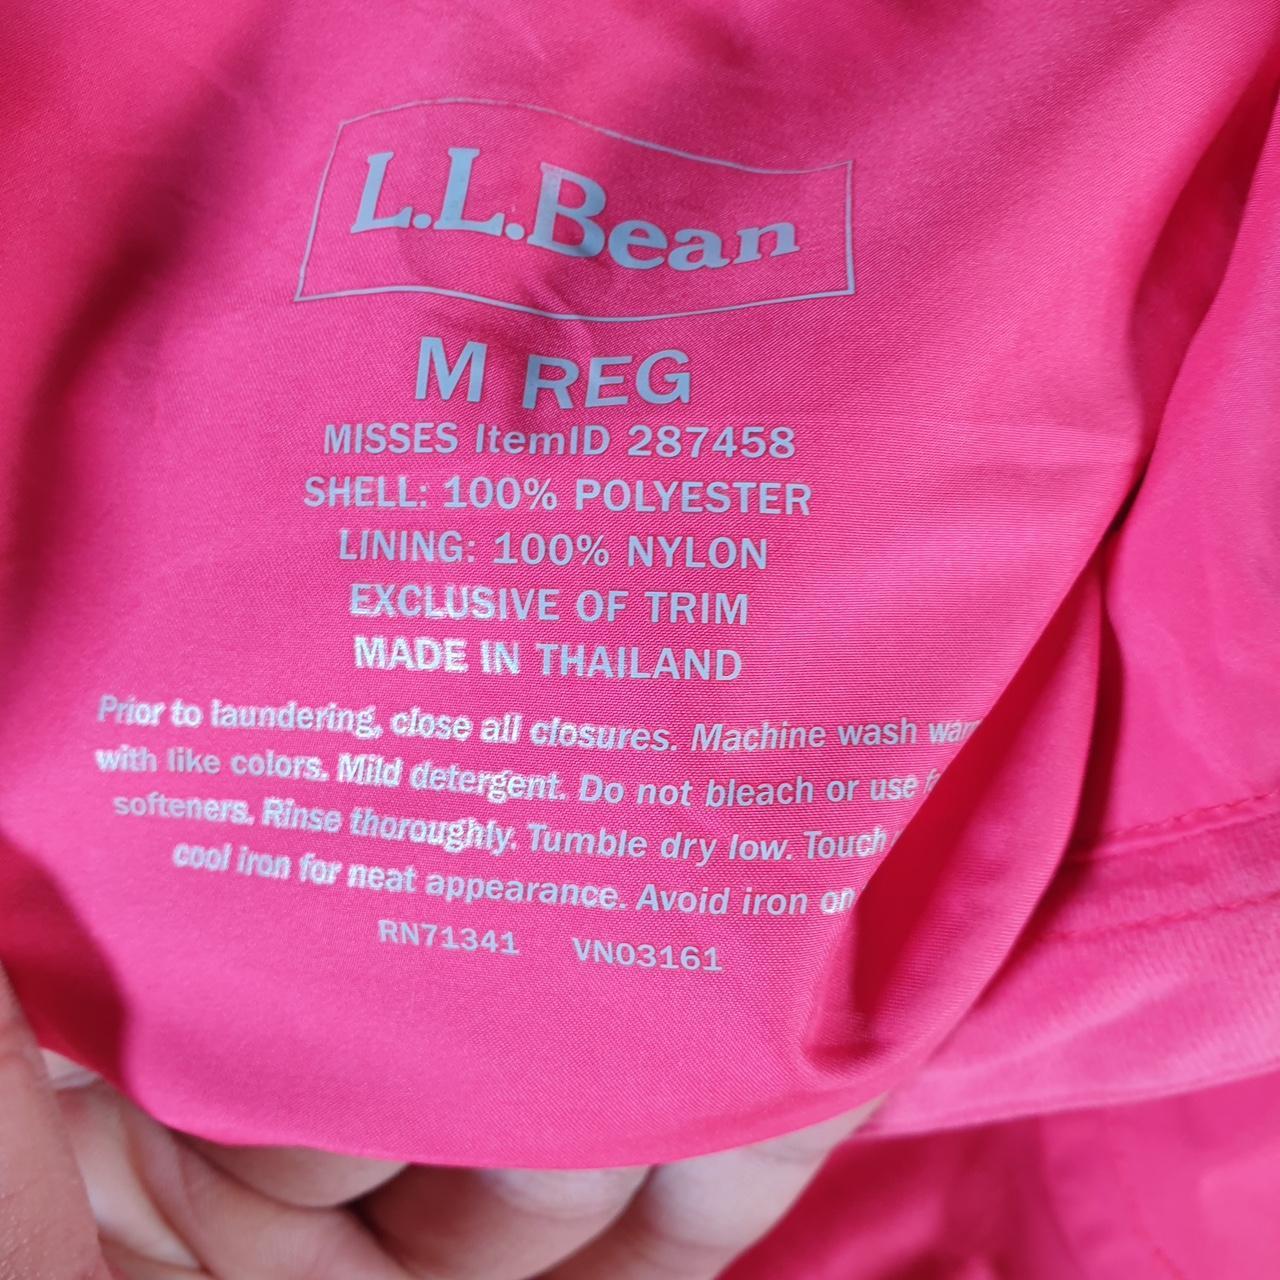 L.L.Bean
M REG
MISSES ItemID 287458
SHELL: 100% POLYESTER
LINING: 100% NYLON
EXCLUSIVE OF TRIM
MADE IN THAILAND
Prior to laundering, close all closures. Machine wash
with like colors. Mild detergent. Do not bleach or use
softeners. Rinse thoroughly. Tumble dry low. Touch
cool iron for neat appearance. Avoid iron on
RN71341 VN03161